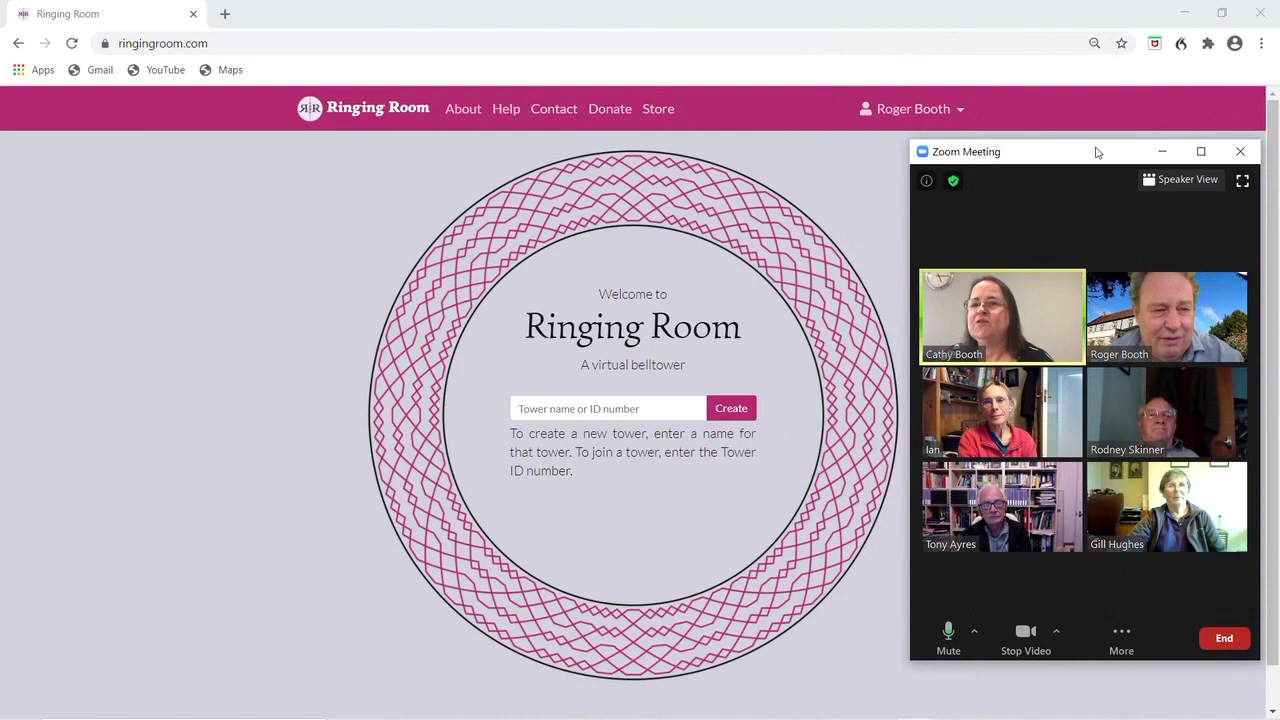 Ringing Room
ringingroom.com
Apps Gmail YouTube Maps
RR Ringing Room About Help Contact Donate Store Roger Booth
Zoom Meeting
Speaker View
Welcome to
Ringing Room
A virtual belltower
Tower name or ID number Create
To create a new tower, enter a name for
that tower. To join a tower, enter the Tower
ID number.
Cathy Booth Roger Booth
Ian Rodney Skinner
Tony Ayres Gill Hughes
Mute Stop Video More End